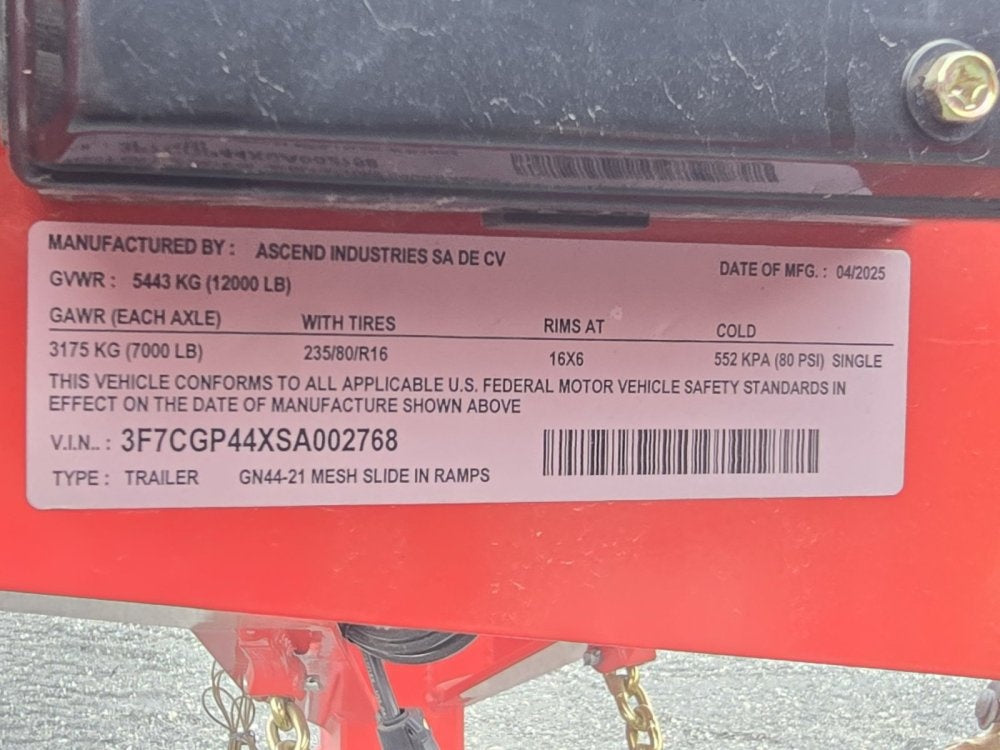 MANUFACTURED BY : ASCEND INDUSTRIES SA DE CV
DATE OF MFG. : 04/2025
GVWR : 5443 KG (12000 LB)
GAWR (EACH AXLE) WITH TIRES RIMS AT COLD
3175 KG (7000 LB) 235/80/R16 16X6 552 KPA (80 PSI) SINGLE
THIS VEHICLE CONFORMS TO ALL APPLICABLE U.S. FEDERAL MOTOR VEHICLE SAFETY STANDARDS IN
EFFECT ON THE DATE OF MANUFACTURE SHOWN ABOVE
V.I.N.. : 3F7CGP44XSA002768
TYPE : TRAILER GN44-21 MESH SLIDE IN RAMPS